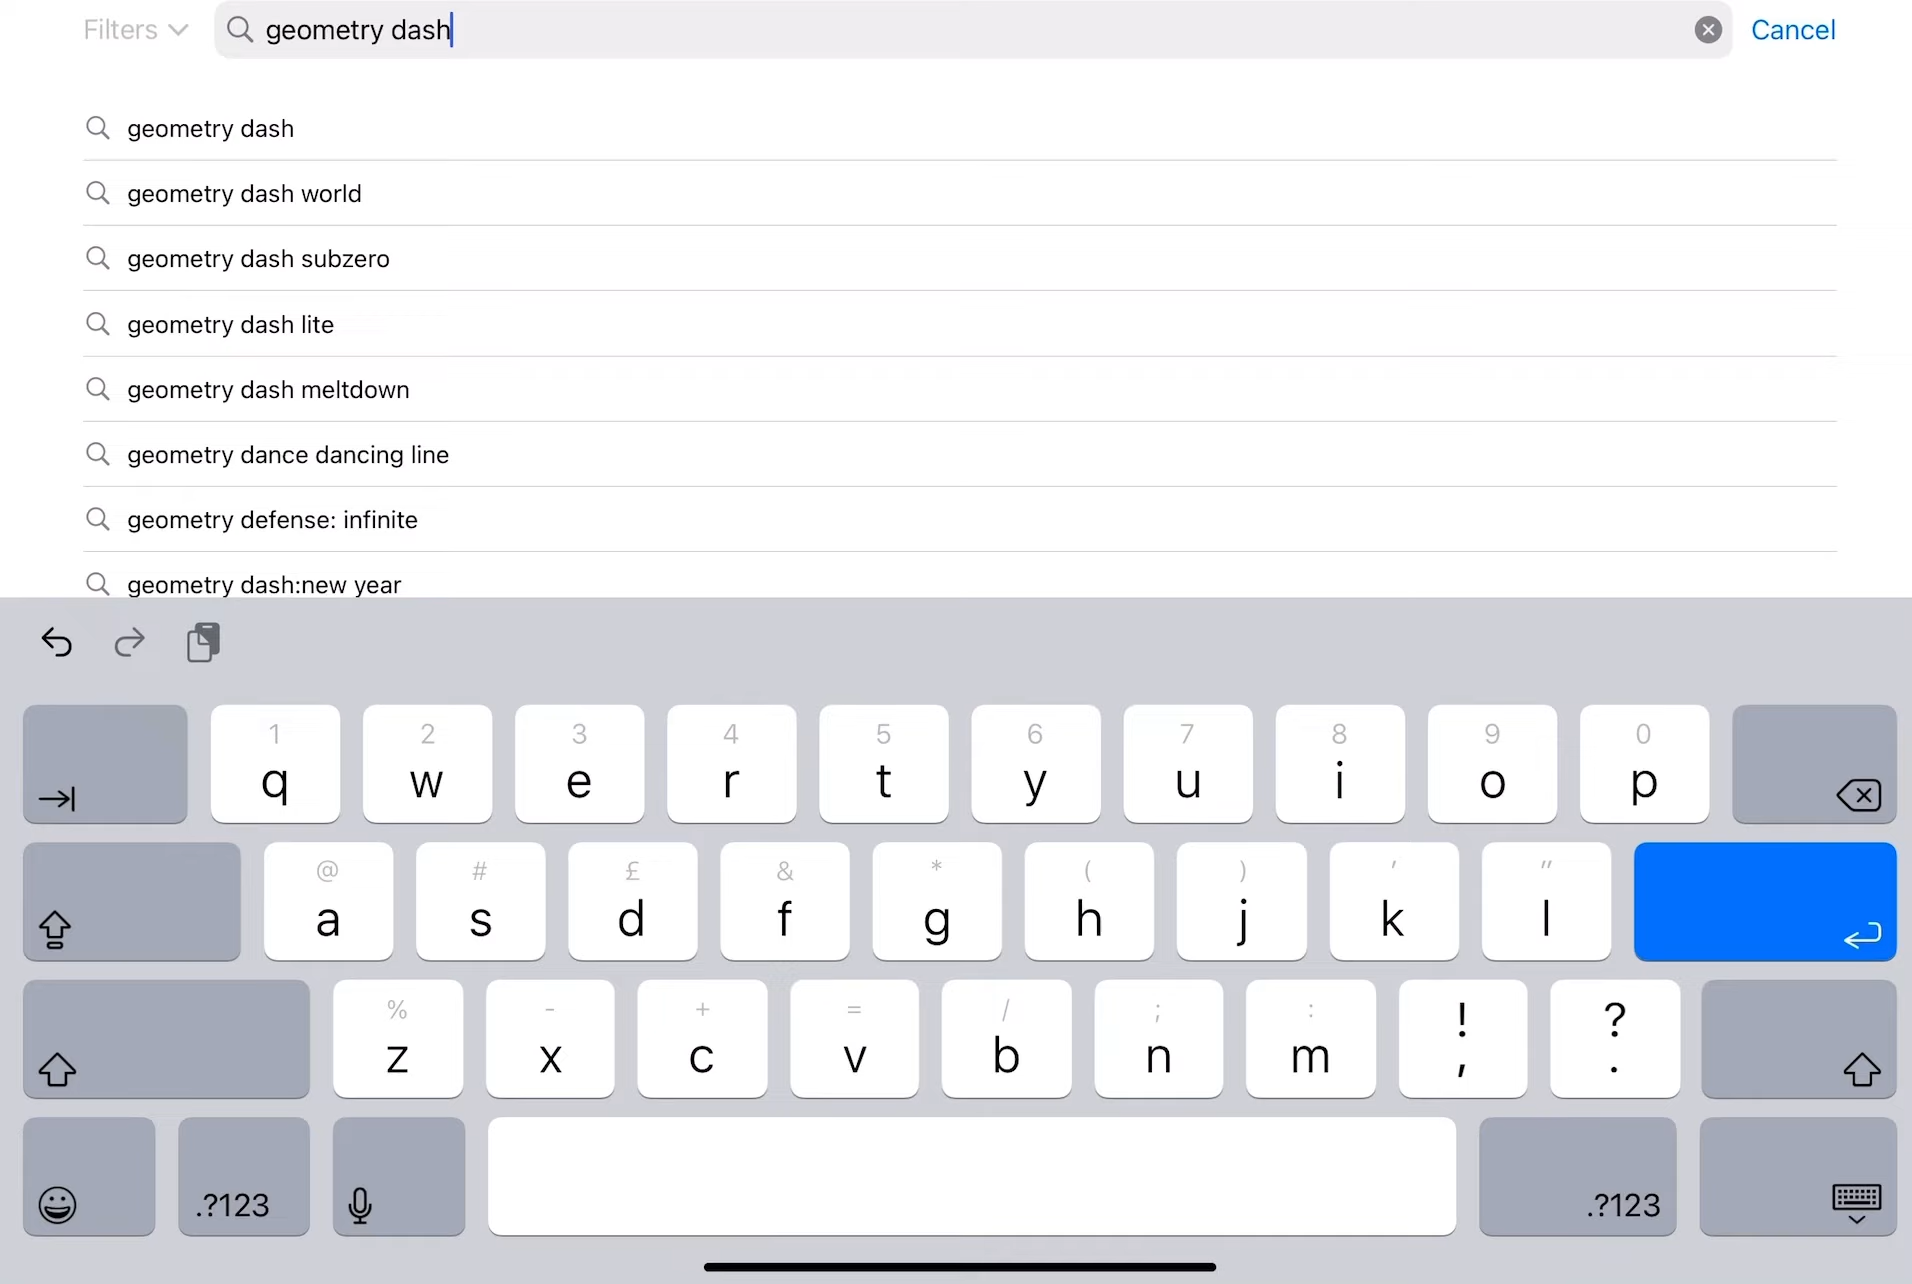 Filters
geometry dash
Cancel
geometry dash
geometry dash world
geometry dash subzero
geometry dash lite
geometry dash meltdown
geometry dance dancing line
geometry defense: infinite
geometry dash:new year
1 2 3 4 5 6 7 8 9 0
q w e r t y u i o p
@ # £ & * ( ) ' "
a s d f g h j k l
% - + = / ; : ! ?
z x c v b n m , .
.?123 .?123